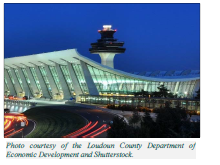 Photo courtesy of the Loudoun County Department of
Economic Development and Shutterstock.